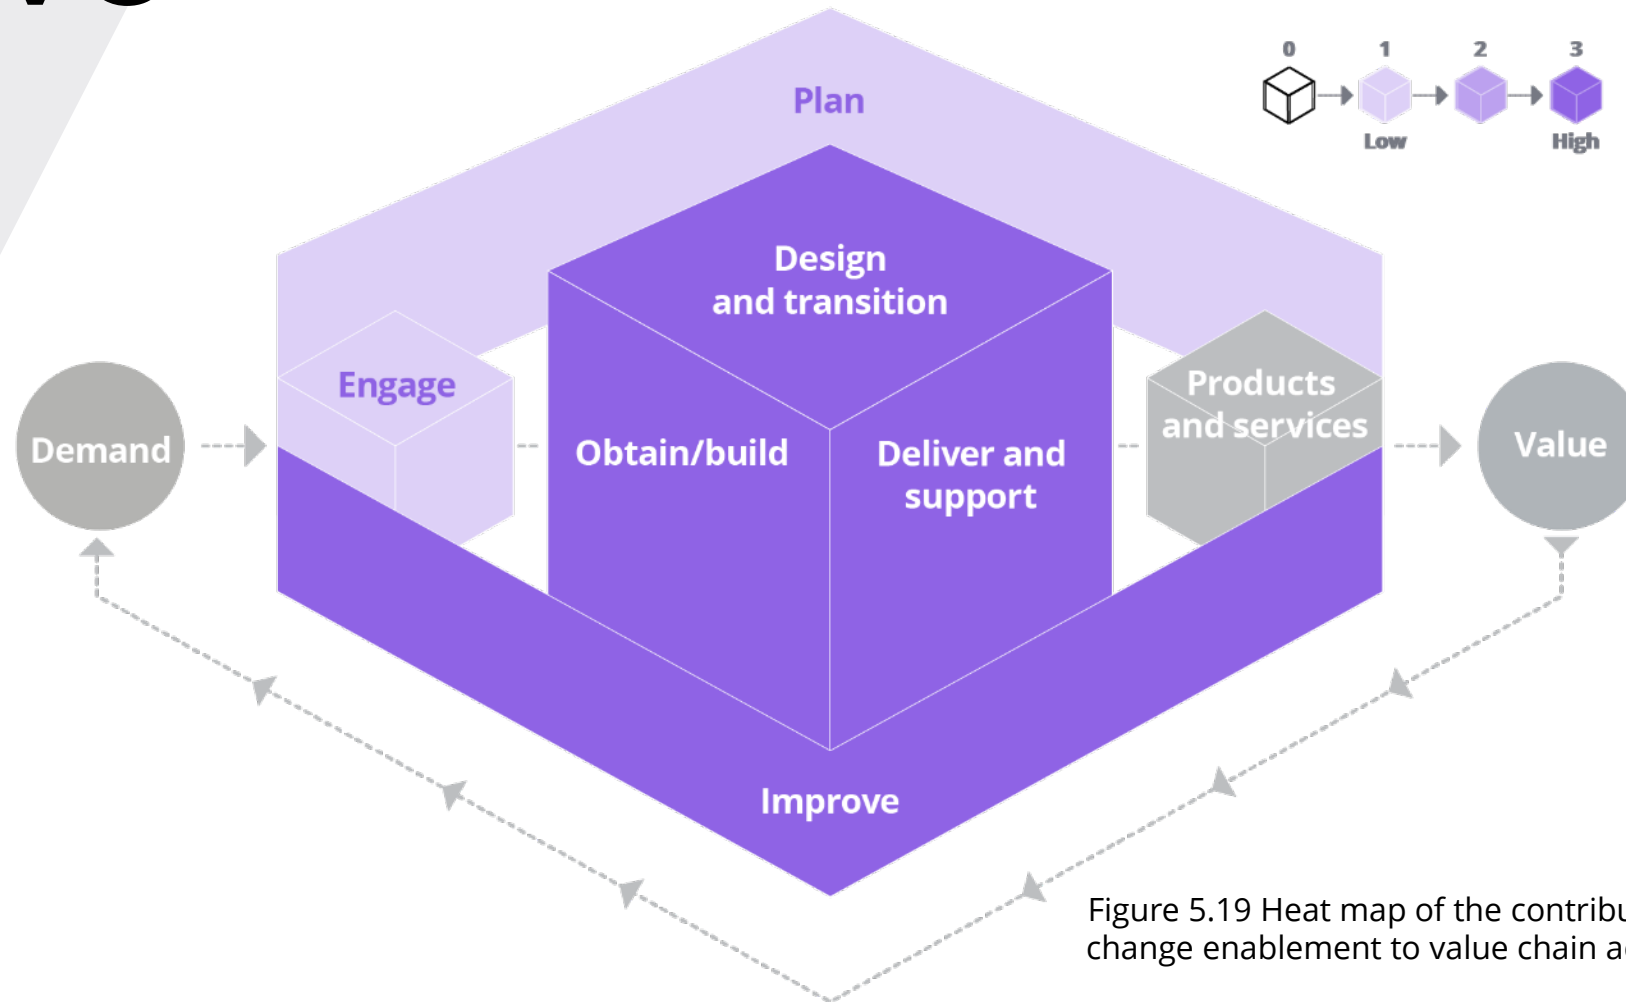 0
1
2
3
Low
High
Plan
Design
and transition
Engage
Products
and services
Demand
Obtain/build
Deliver and
support
Value
Improve
Figure 5.19 Heat map of the
change enablement to value chain